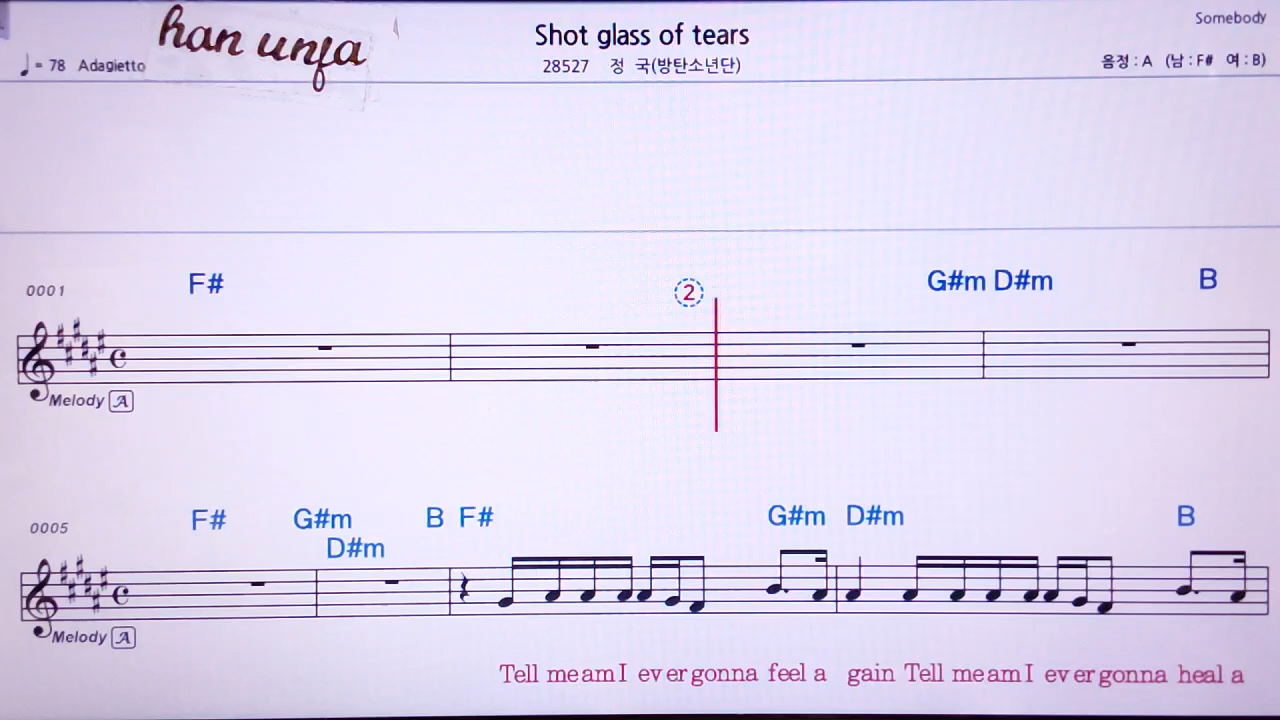 han unfa
Shot glass of tears
Somebody
♩= 78 Adagietto
28527 정 국(방탄소년단)
음정 : A (남 : F# 여 : B)
0001
F# ② G#m D#m B
Melody A
0005
F# G#m B F# G#m D#m B
D#m
Melody A
Tell me am I ever gonna feel a gain Tell me am I ever gonna heal a